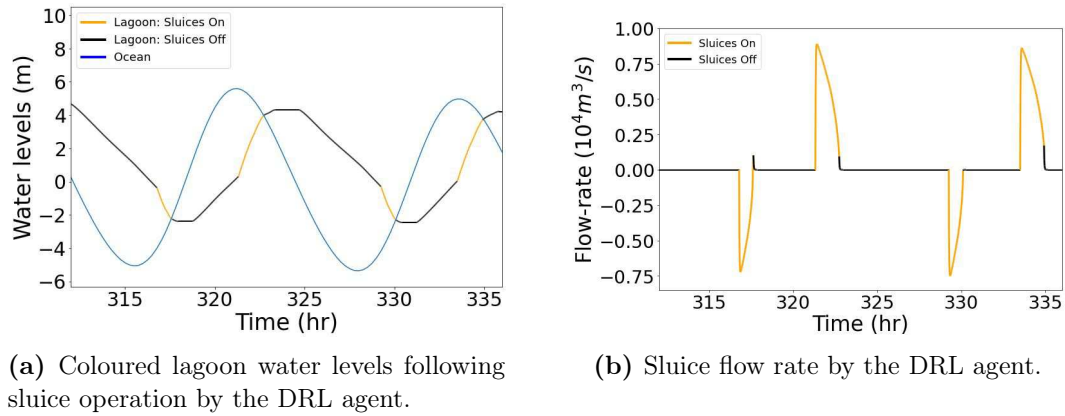 10
8
6
4
2
0
−2
−4
−6
Water levels (m)
Lagoon: Sluices On
Lagoon: Sluices Off
Ocean
315
320
325
330
335
Time (hr)
(a) Coloured lagoon water levels following
sluice operation by the DRL agent.
1.00
0.75
0.50
0.25
0.00
−0.25
−0.50
−0.75
Flow-rate (10⁴m³/s)
Sluices On
Sluices Off
315
320
325
330
335
Time (hr)
(b) Sluice flow rate by the DRL agent.